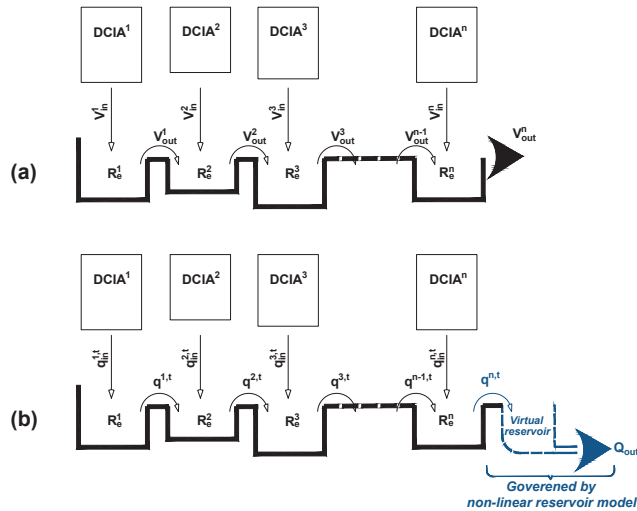 DCIA¹ DCIA² DCIA³ DCIAⁿ
V¹in V²in V³in Vⁿin
V¹out V²out V³out Vⁿ⁻¹out Vⁿout
(a) R¹e R²e R³e Rⁿe
DCIA¹ DCIA² DCIA³ DCIAⁿ
q¹,ᵗin q²,ᵗin q³,ᵗin qⁿ,ᵗin
q¹,ᵗ q²,ᵗ q³,ᵗ qⁿ⁻¹,ᵗ qⁿ,ᵗ
(b) R¹e R²e R³e Rⁿe
Virtual
reservoir
Qout
Goverened by
non-linear reservoir model